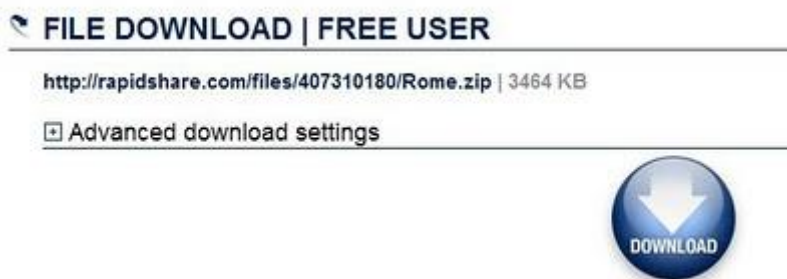 FILE DOWNLOAD | FREE USER
http://rapidshare.com/files/407310180/Rome.zip | 3464 KB
Advanced download settings
DOWNLOAD